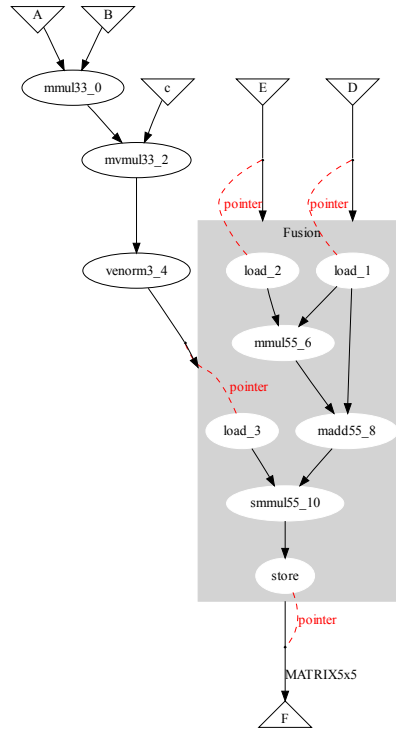 A
B
mmul33_0
c
E
D
mvmul33_2
pointer
pointer
Fusion
venorm3_4
load_2
load_1
mmul55_6
pointer
load_3
madd55_8
smmul55_10
store
pointer
MATRIX5x5
F